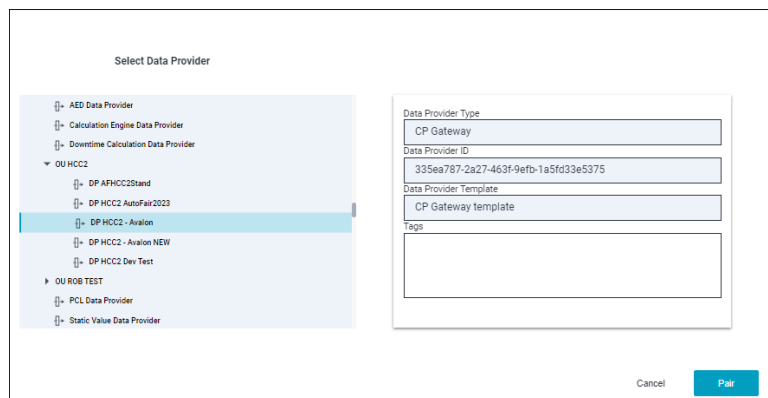 Select Data Provider
AED Data Provider
Calculation Engine Data Provider
Downtime Calculation Data Provider
OU HCC2
DP AFHCC2Stand
DP HCC2 AutoFair2023
DP HCC2 - Avalon
DP HCC2 - Avalon NEW
DP HCC2 Dev Test
OU ROB TEST
PCL Data Provider
Static Value Data Provider
Data Provider Type
CP Gateway
Data Provider ID
335ea787-2a27-463f-9efb-1a5fd33e5375
Data Provider Template
CP Gateway template
Tags
Cancel
Pair